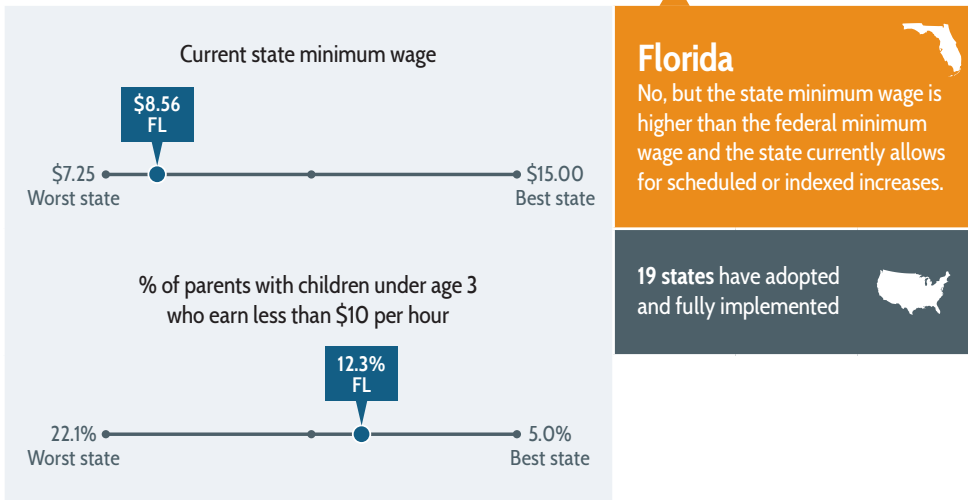 Current state minimum wage
$8.56
FL
$7.25
Worst state
$15.00
Best state
% of parents with children under age 3
who earn less than $10 per hour
12.3%
FL
22.1%
Worst state
5.0%
Best state
Florida
No, but the state minimum wage is
higher than the federal minimum
wage and the state currently allows
for scheduled or indexed increases.
19 states have adopted
and fully implemented